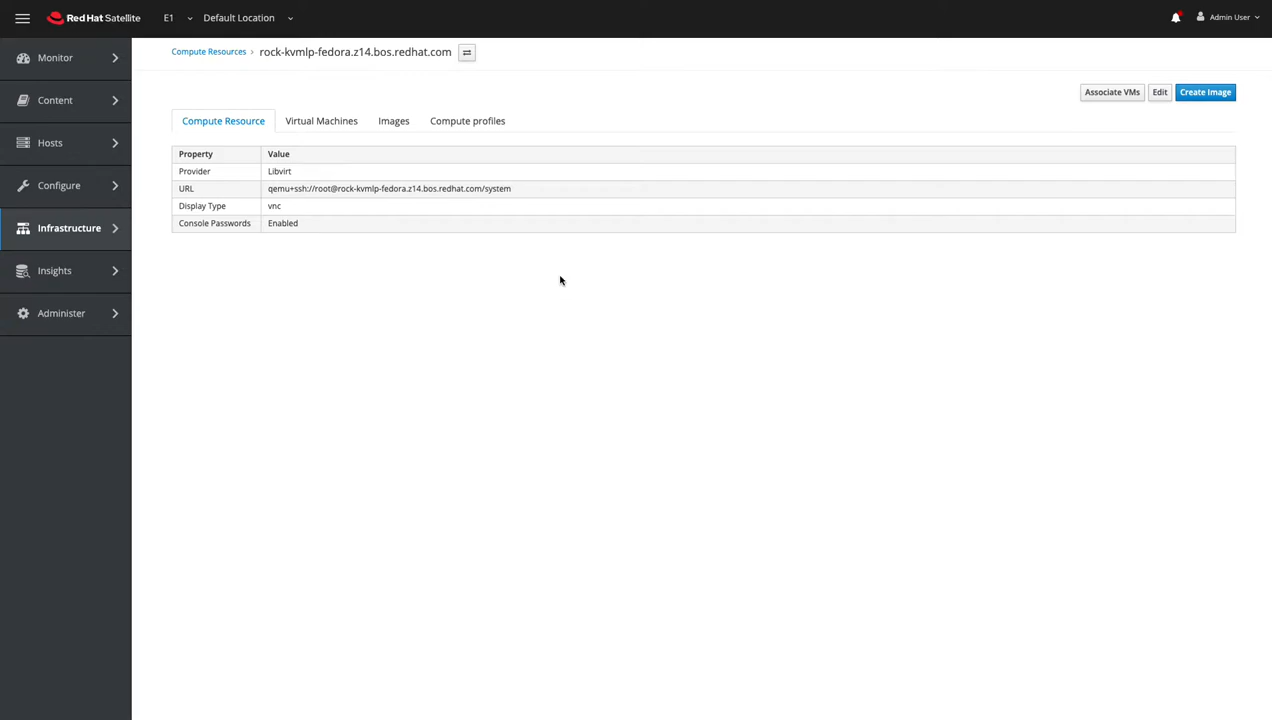 Red Hat Satellite E1 Default Location Admin User
Monitor
Content
Hosts
Configure
Infrastructure
Insights
Administer
Compute Resources › rock-kvmlp-fedora.z14.bos.redhat.com
Associate VMs Edit Create Image
Compute Resource Virtual Machines Images Compute profiles
Property Value
Provider Libvirt
URL qemu+ssh://root@rock-kvmlp-fedora.z14.bos.redhat.com/system
Display Type vnc
Console Passwords Enabled